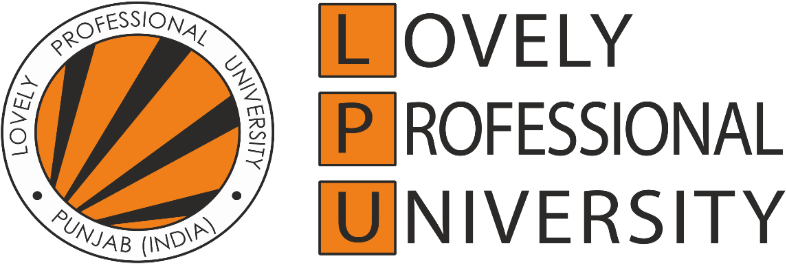 LOVELY PROFESSIONAL UNIVERSITY
PUNJAB (INDIA)
LOVELY
PROFESSIONAL
UNIVERSITY